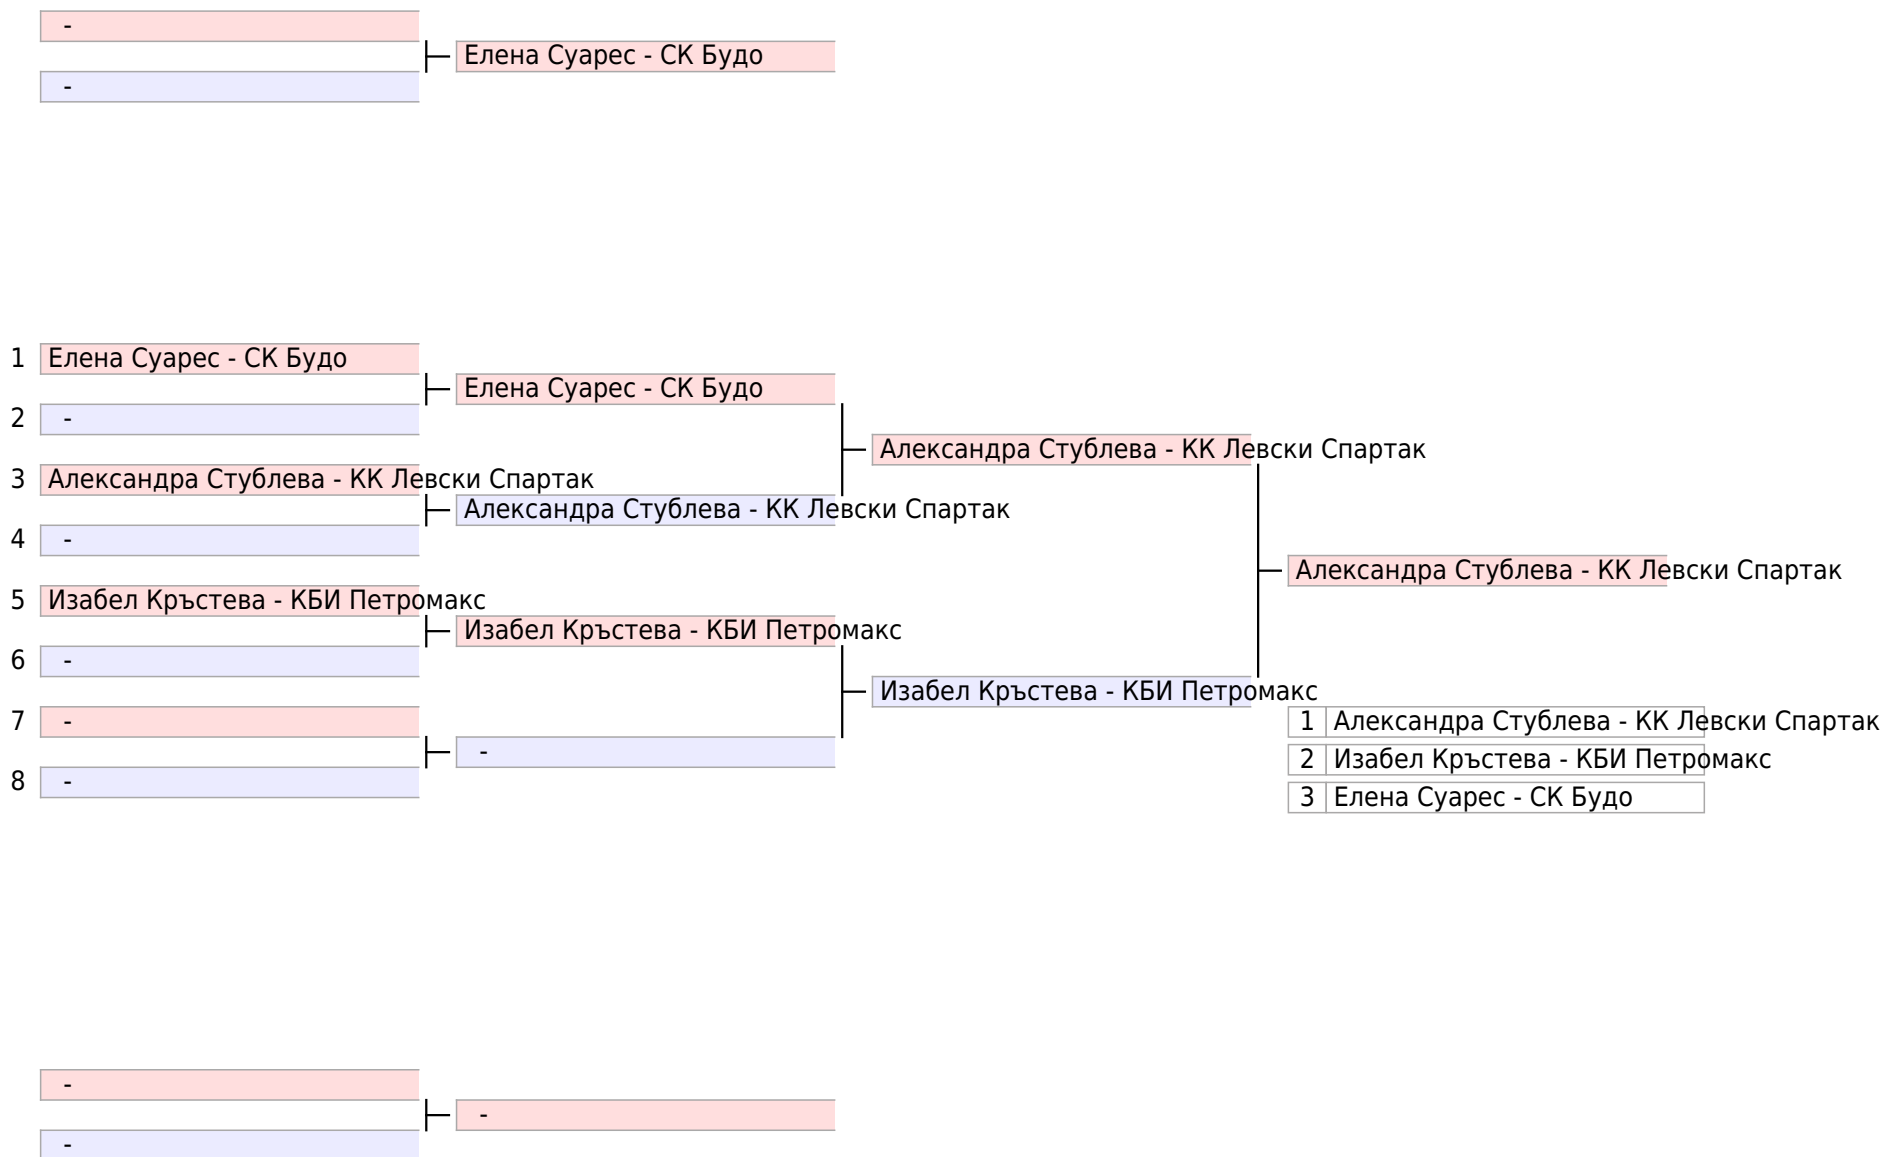 -
Елена Суарес - СК Будо
-
1 Елена Суарес - СК Будо
Елена Суарес - СК Будо
2 -
Александра Стублева - КК Левски Спартак
3 Александра Стублева - КК Левски Спартак
Александра Стублева - КК Левски Спартак
4 -
Александра Стублева - КК Левски Спартак
5 Изабел Кръстева - КБИ Петромакс
Изабел Кръстева - КБИ Петромакс
6 -
Изабел Кръстева - КБИ Петромакс
7 -
1 Александра Стублева - КК Левски Спартак
-
2 Изабел Кръстева - КБИ Петромакс
8 -
3 Елена Суарес - СК Будо
-
-
-